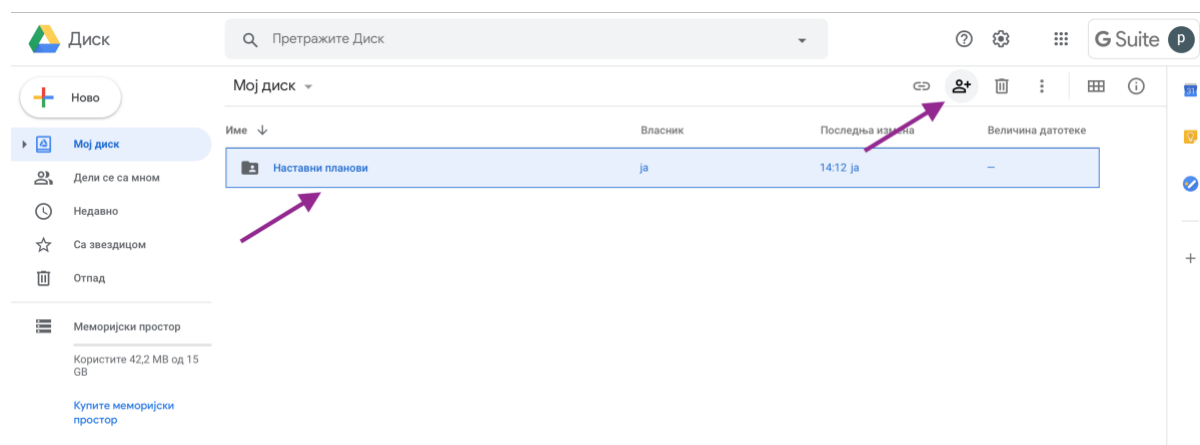 Диск
Претражите Диск
G Suite
p
Ново
Мој диск
Име
Власник
Последња измена
Величина датотеке
Мој диск
Наставни планови
ја
14:12 ја
–
Дели се са мном
Недавно
Са звездицом
Отпад
Меморијски простор
Користите 42,2 MB од 15
GB
Купите меморијски
простор
31